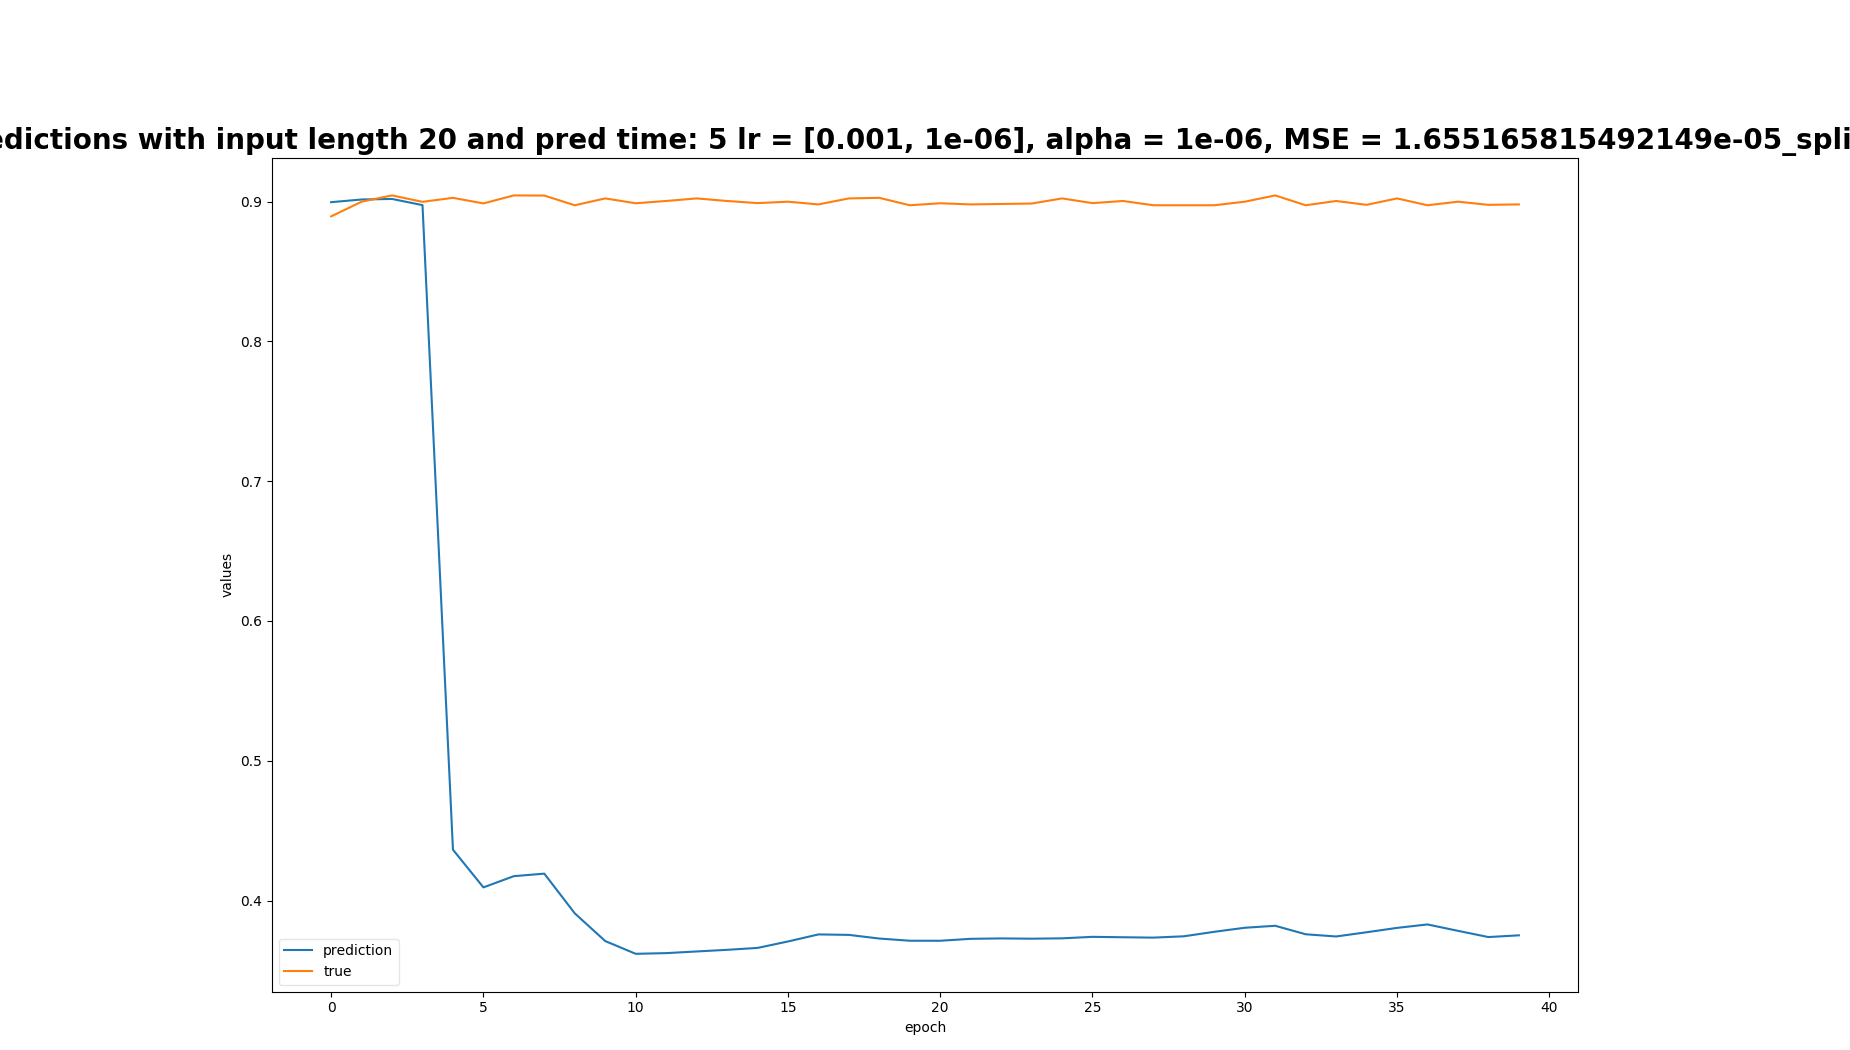 edictions with input length 20 and pred time: 5 lr = [0.001, 1e-06], alpha = 1e-06, MSE = 1.655165815492149e-05_spli
0.9
0.8
0.7
0.6
0.5
0.4
values
prediction
true
0 5 10 15 20 25 30 35 40
epoch